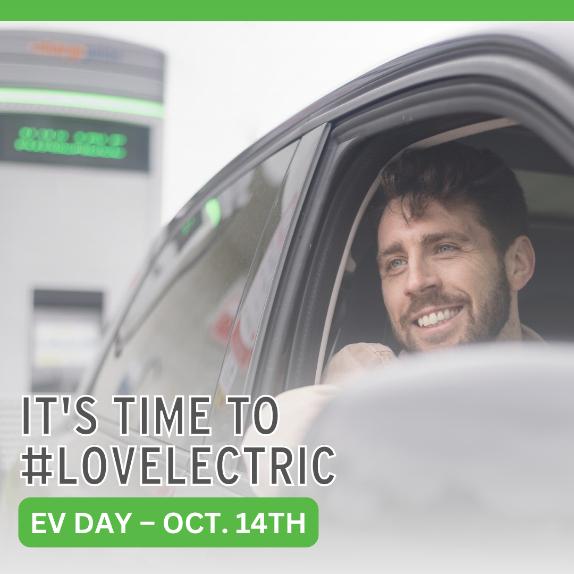 IT'S TIME TO
#LOVELECTRIC
EV DAY – OCT. 14TH